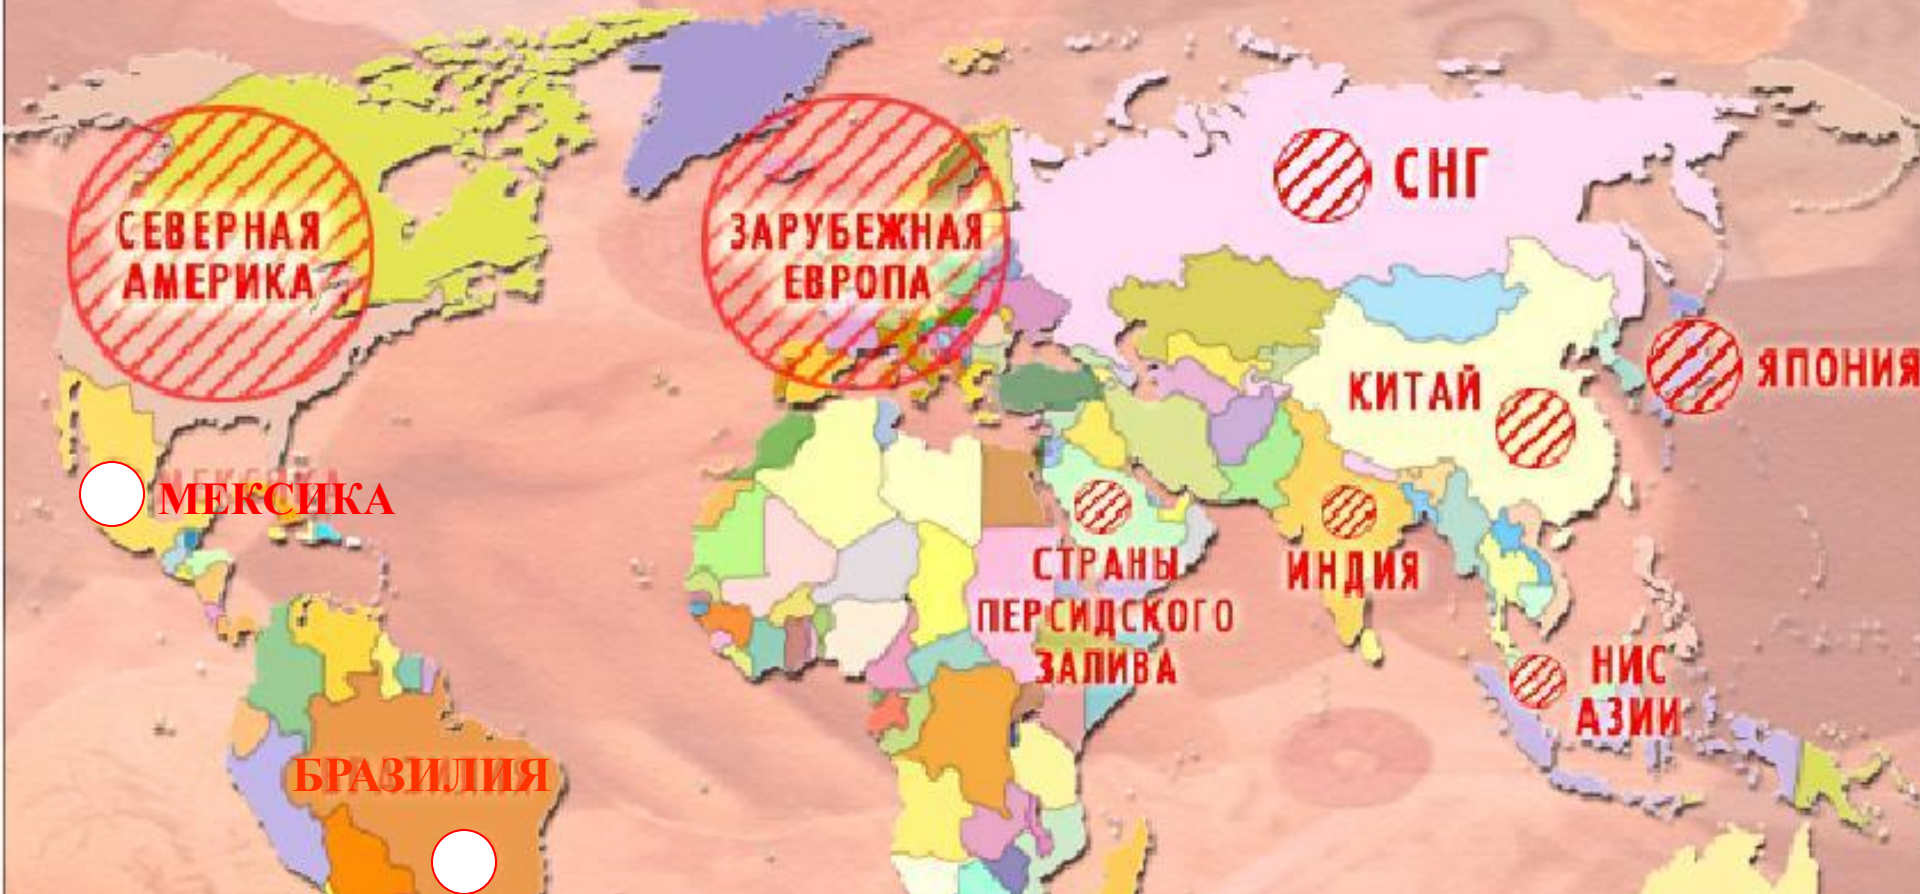 СНГ
СЕВЕРНАЯ
АМЕРИКА
ЗАРУБЕЖНАЯ
ЕВРОПА
КИТАЙ
ЯПОНИЯ
МЕКСИКА
СТРАНЫ
ПЕРСИДСКОГО
ЗАЛИВА
ИНДИЯ
НИС
АЗИИ
БРАЗИЛИЯ